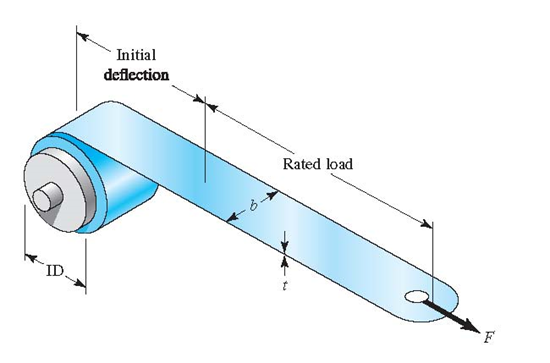 Initial
deflection
Rated load
b
ID
t
F